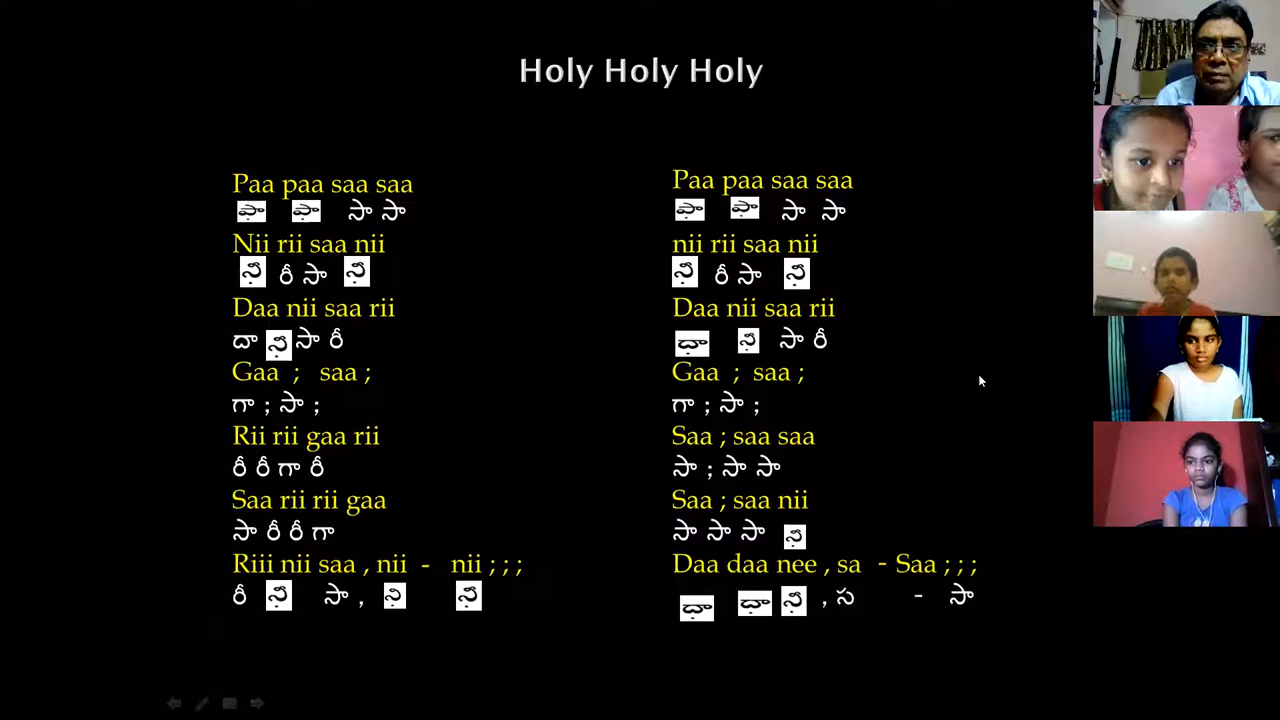 Holy Holy Holy
Paa paa saa saa
పా పా సా సా
Nii rii saa nii
నీ రీ సా నీ
Daa nii saa rii
దా నీ సా రీ
Gaa ; saa ;
గా ; సా ;
Rii rii gaa rii
రీ రీ గా రీ
Saa rii rii gaa
సా రీ రీ గా
Riii nii saa , nii - nii ; ; ;
రీ నీ సా , ని నీ
Paa paa saa saa
పా పా సా సా
nii rii saa nii
నీ రీ సా నీ
Daa nii saa rii
ధా నీ సా రీ
Gaa ; saa ;
గా ; సా ;
Saa ; saa saa
సా ; సా సా
Saa ; saa nii
సా సా సా నీ
Daa daa nee , sa - Saa ; ; ;
ధా ధా నీ , స - సా